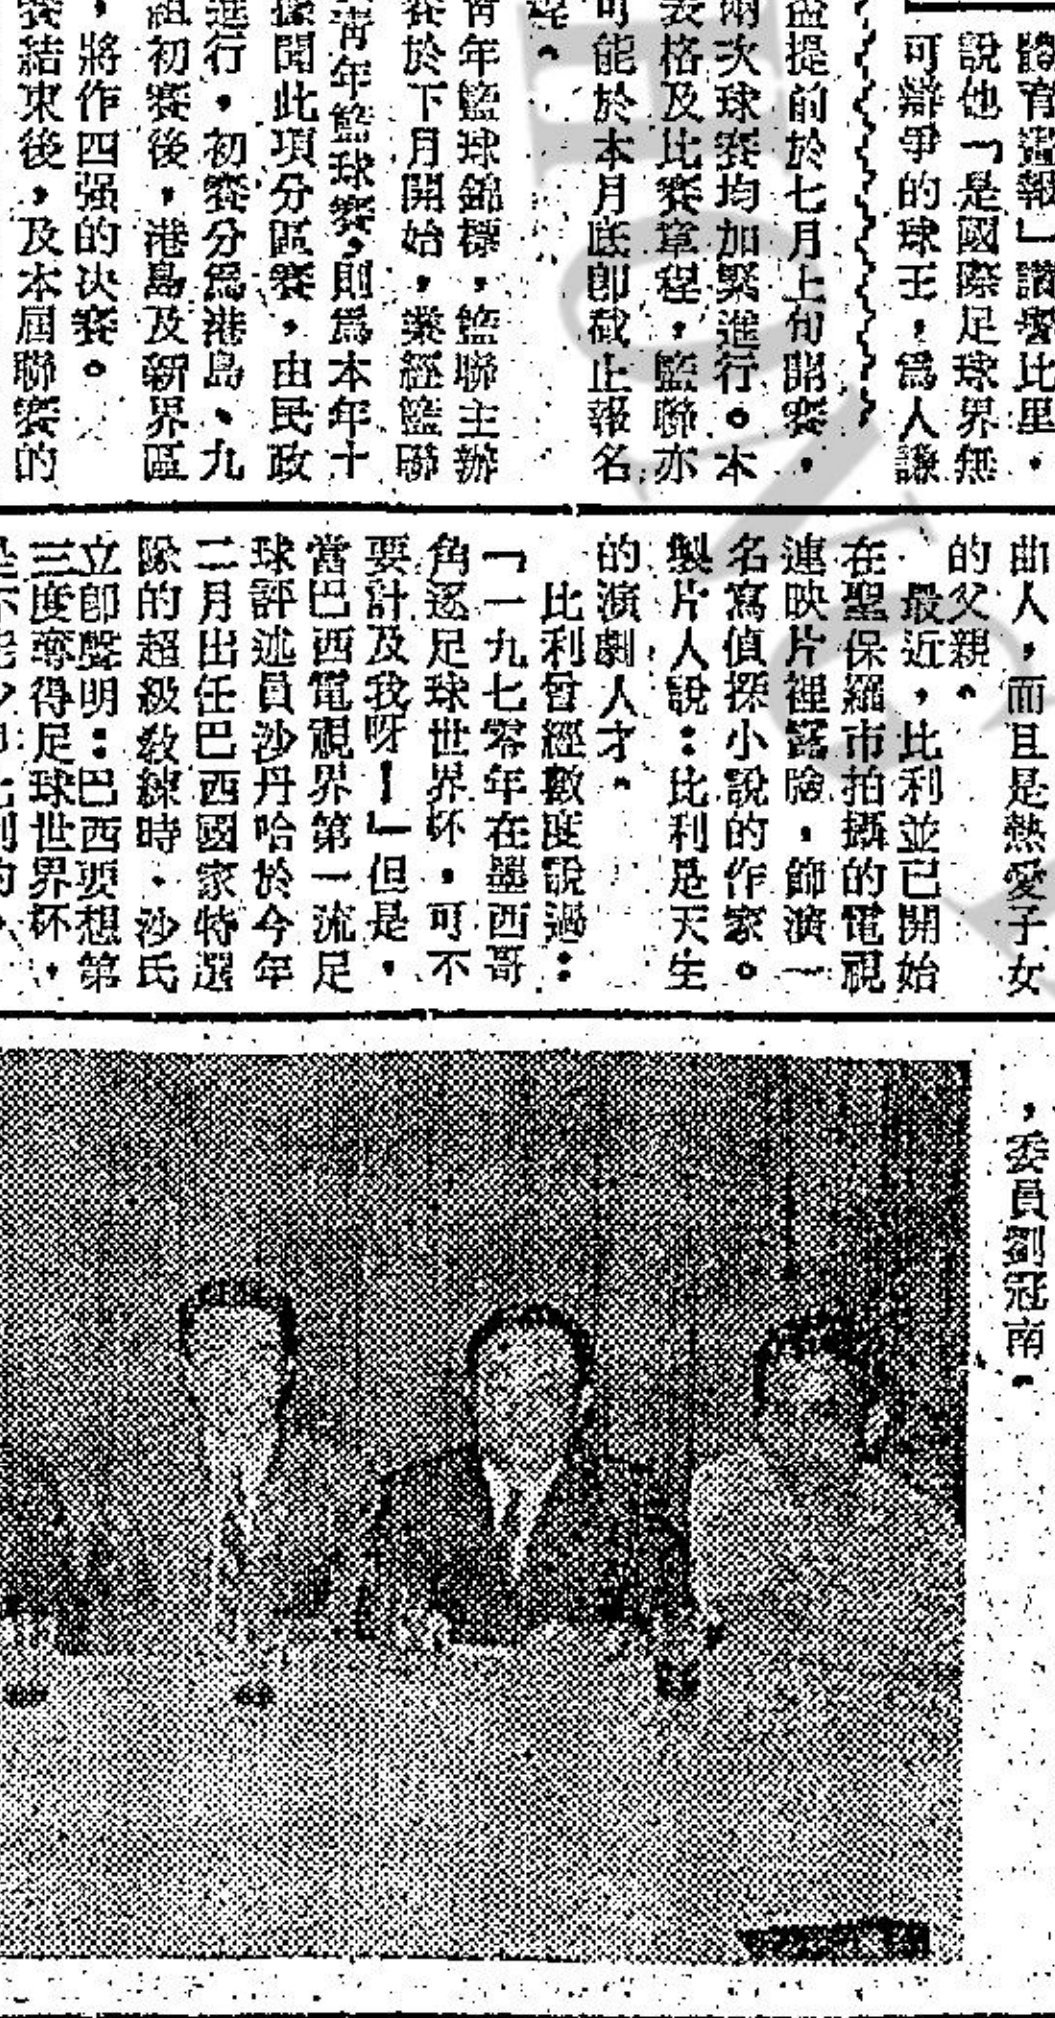 體育畫報」讚譽比里，
說他「是國際足球界無
可辯爭的球王，爲人謙
盃提前於七月上旬開賽，
兩次球賽均加緊進行。本
表格及比賽章程，籃聯亦
可能於本月底卽截止報名
。
青年籃球錦標，籃聯主辦
賽於下月開始，業經籃聯
青年籃球賽，則爲本年十
據聞此項分區賽，由民政
進行，初賽分爲港島、九
組初賽後，港島及新界區
，將作四强的决賽。
賽結束後，及本屆聯賽的
曲人，而且是熱愛子女
的父親。
最近，比利並已開始
在聖保羅市拍攝的電視
連映片裡露臉，飾演一
名寫偵探小說的作家。
製片人說：比利是天生
的演劇人才。
比利曾經數度說過：
「一九七零年在墨西哥
角逐足球世界杯，可不
要計及我呀！」但是，
當巴西電視界第一流足
球評述員沙丹哈於今年
二月出任巴西國家特選
隊的超級教練時，沙氏
立卽聲明：巴西要想第
三度奪得足球世界杯，
，委員劉冠南。